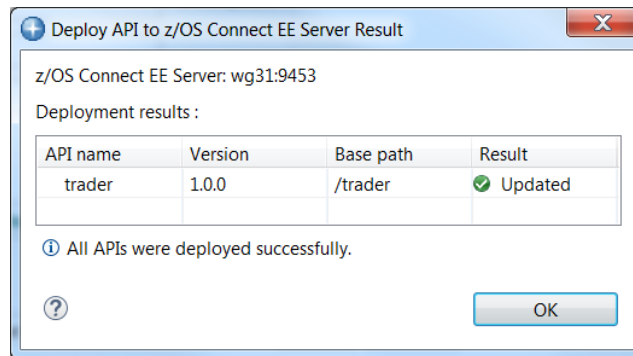 Deploy API to z/OS Connect EE Server Result
z/OS Connect EE Server: wg31:9453
Deployment results :
API name Version Base path Result
trader 1.0.0 /trader Updated
All APIs were deployed successfully.
OK